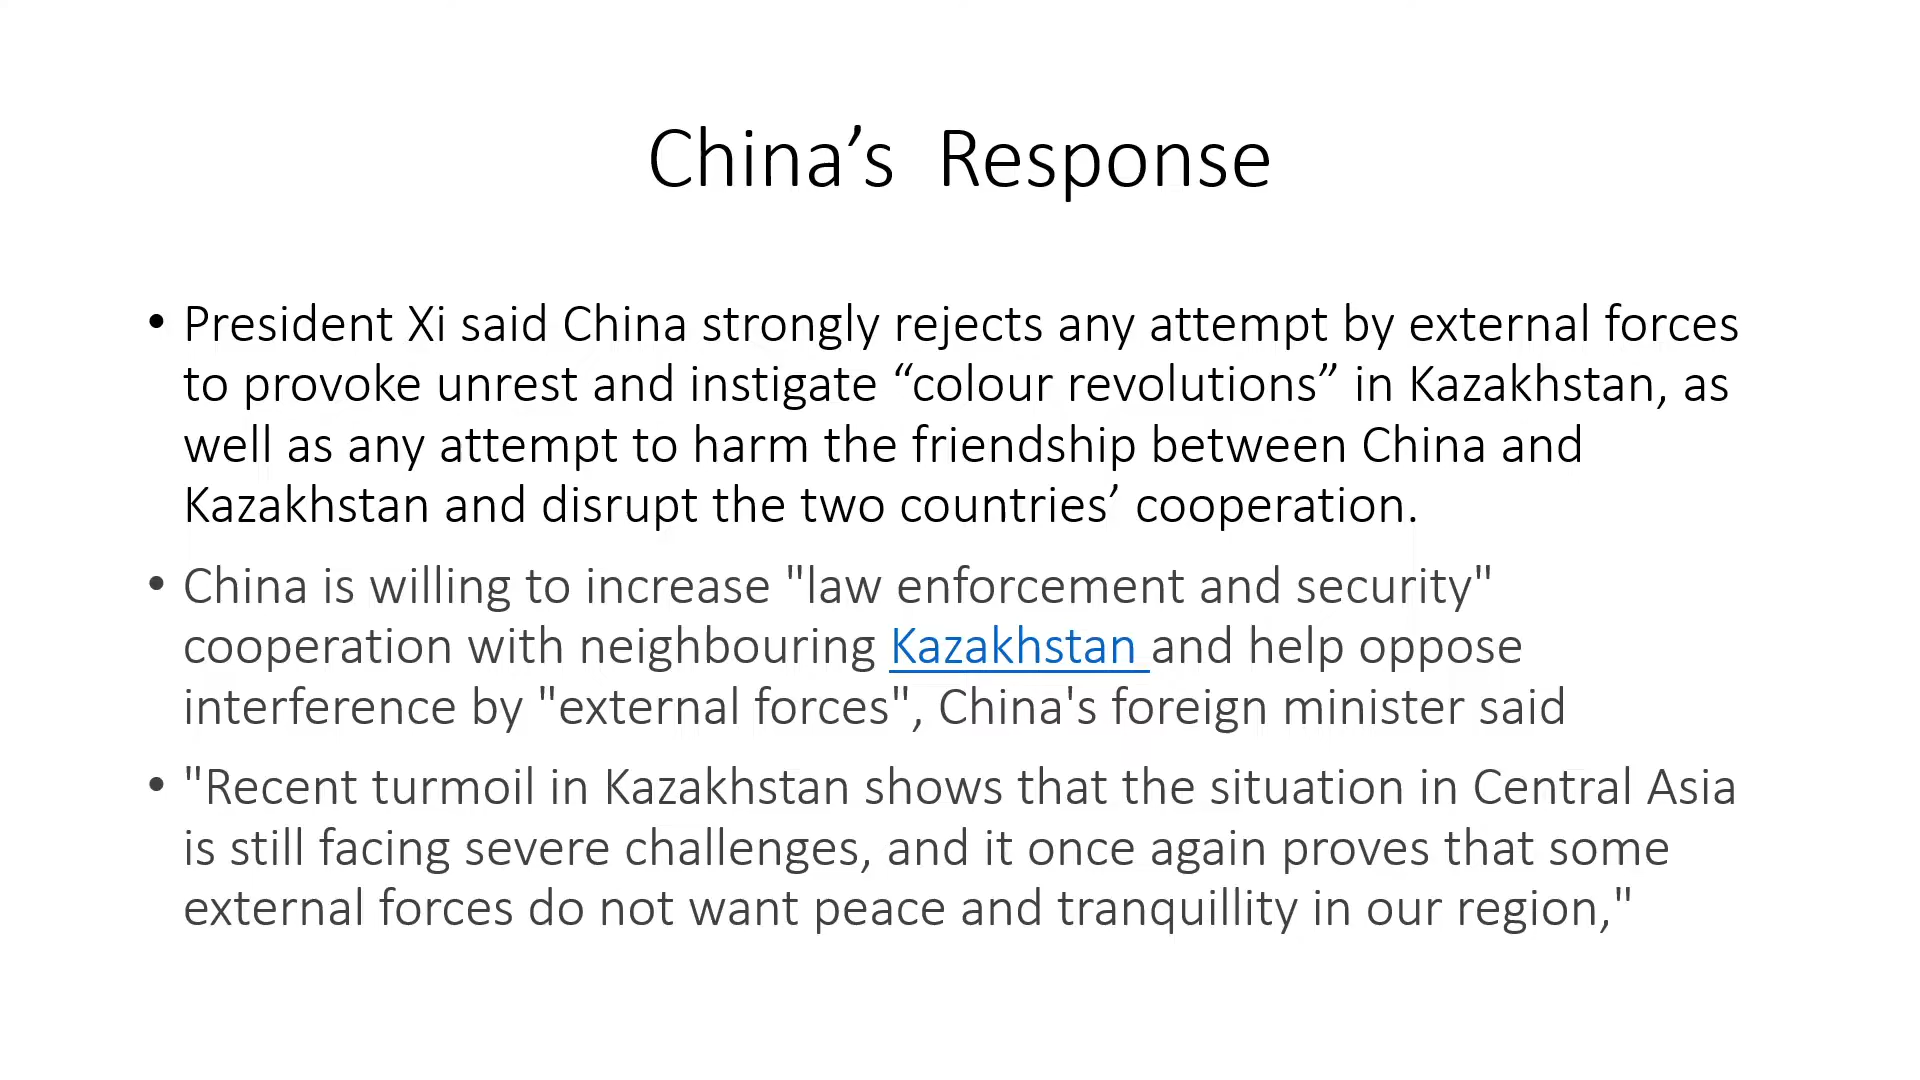 China’s  Response
• President Xi said China strongly rejects any attempt by external forces
to provoke unrest and instigate “colour revolutions” in Kazakhstan, as
well as any attempt to harm the friendship between China and
Kazakhstan and disrupt the two countries’ cooperation.
• China is willing to increase "law enforcement and security"
cooperation with neighbouring Kazakhstan and help oppose
interference by "external forces", China's foreign minister said
• "Recent turmoil in Kazakhstan shows that the situation in Central Asia
is still facing severe challenges, and it once again proves that some
external forces do not want peace and tranquillity in our region,"